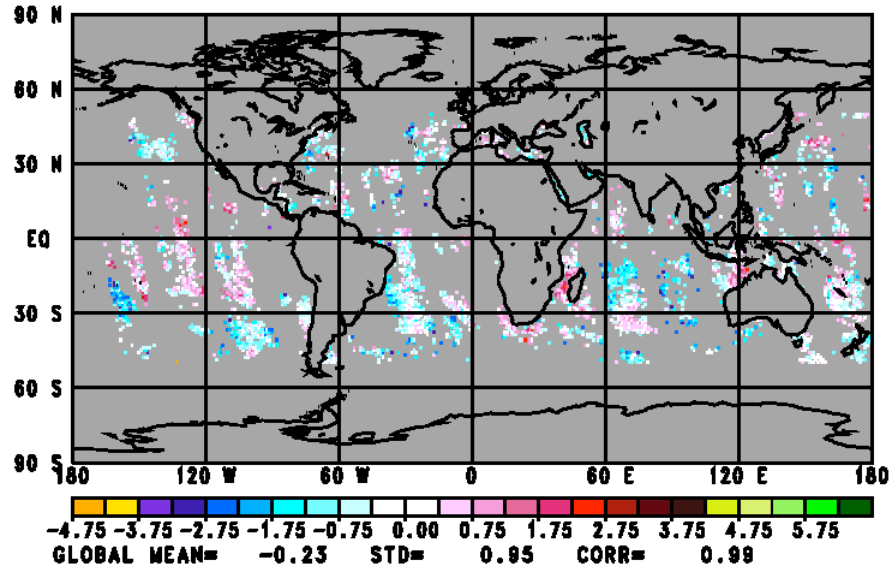 90 N
60 N
30 N
EQ
30 S
60 S
90 S
180 120 W 60 W 0 60 E 120 E 180
-4.75 -3.75 -2.75 -1.75 -0.75 0.00 0.75 1.75 2.75 3.75 4.75 5.75
GLOBAL MEAN= -0.23 STD= 0.95 CORR= 0.99